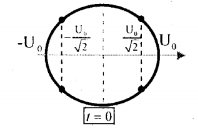 -U₀ -U₀/√2 U₀/√2 U₀
t = 0